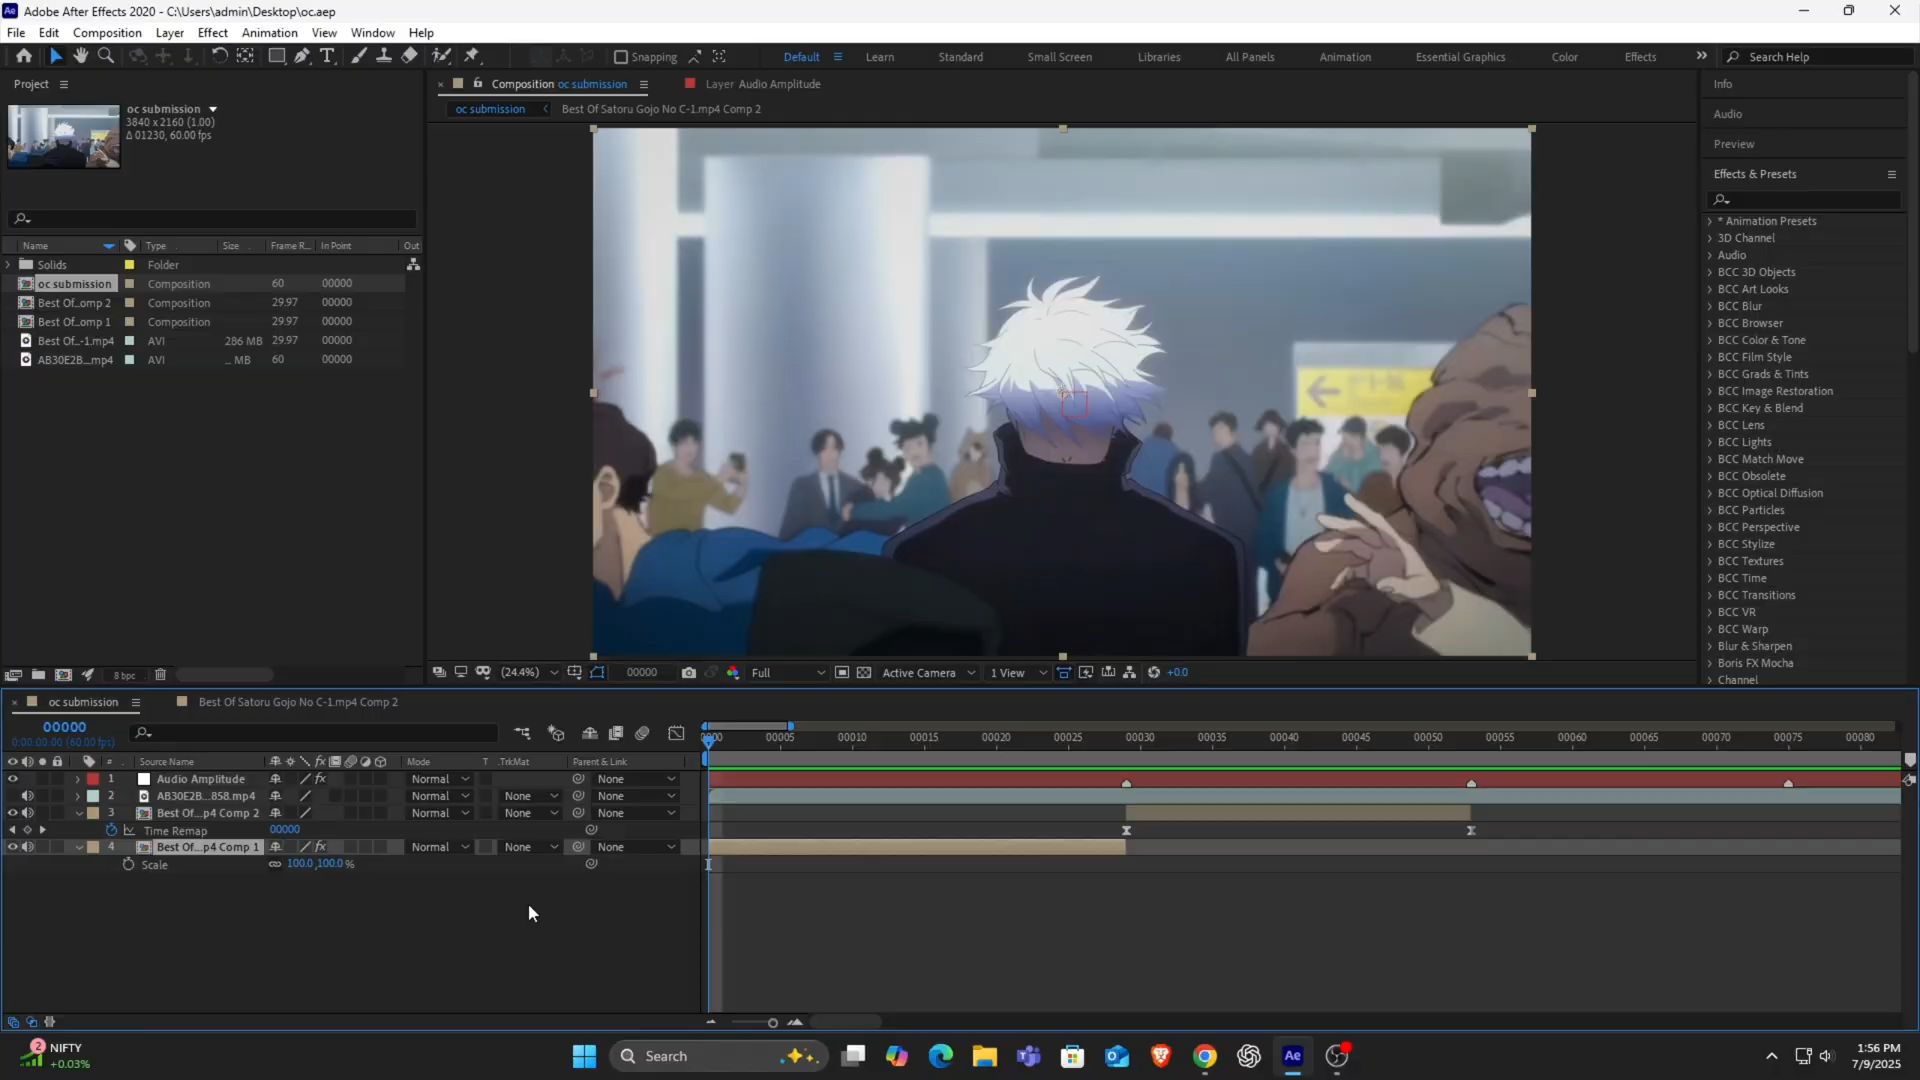 Adobe After Effects 2020 - C:\Users\admin\Desktop\oc.aep
File Edit Composition Layer Effect Animation View Window Help
Snapping
Default Learn Standard Small Screen Libraries All Panels Animation Essential Graphics Color Effects Search Help
Project
oc submission
3840 x 2160 (1.00)
Δ 01230, 60.00 fps
Name Type Size Frame R... In Point Out
Solids Folder
oc submission Composition 60 00000
Best Of...omp 2 Composition 29.97 00000
Best Of...omp 1 Composition 29.97 00000
Best Of...-1.mp4 AVI 286 MB 29.97 00000
AB30E2B...mp4 AVI ... MB 60 00000
8 bpc
Composition oc submission
Layer Audio Amplitude
oc submission Best Of Satoru Gojo No C-1.mp4 Comp 2
(24.4%) 00000 Full Active Camera 1 View +0.0
Info
Audio
Preview
Effects & Presets
* Animation Presets
3D Channel
Audio
BCC 3D Objects
BCC Art Looks
BCC Blur
BCC Browser
BCC Color & Tone
BCC Film Style
BCC Grads & Tints
BCC Image Restoration
BCC Key & Blend
BCC Lens
BCC Lights
BCC Match Move
BCC Obsolete
BCC Optical Diffusion
BCC Particles
BCC Perspective
BCC Stylize
BCC Textures
BCC Time
BCC Transitions
BCC VR
BCC Warp
Blur & Sharpen
Boris FX Mocha
Channel
oc submission Best Of Satoru Gojo No C-1.mp4 Comp 2
00000
0:00:00:00 (60.00 fps)
0000 00005 00010 00015 00020 00025 00030 00035 00040 00045 00050 00055 00060 00065 00070 00075 00080
# Source Name Mode T .TrkMat Parent & Link
1 Audio Amplitude Normal None
2 AB30E2B...858.mp4 Normal None None
3 Best Of...p4 Comp 2 Normal None None
Time Remap 00000
4 Best Of...p4 Comp 1 Normal None None
Scale 100.0,100.0 %
2 NIFTY
+0.03%
Search
Ae
1:56 PM
7/9/2025